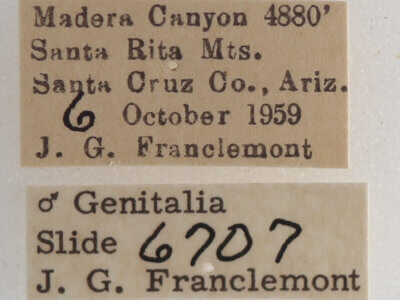 Madera Canyon 4880'
Santa Rita Mts.
Santa Cruz Co., Ariz.
6 October 1959
J. G. Franclemont
♂ Genitalia
Slide 6707
J. G. Franclemont